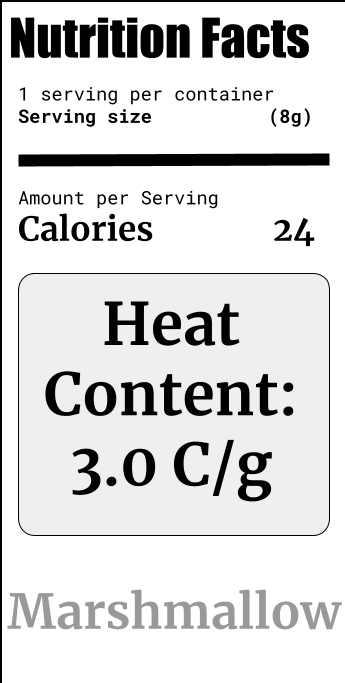 Nutrition Facts
1 serving per container
Serving size (8g)
Amount per Serving
Calories 24
Heat
Content:
3.0 C/g
Marshmallow